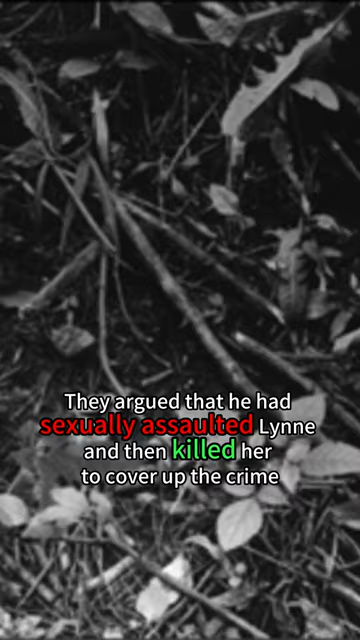 They argued that he had
sexually assaulted Lynne
and then killed her
to cover up the crime